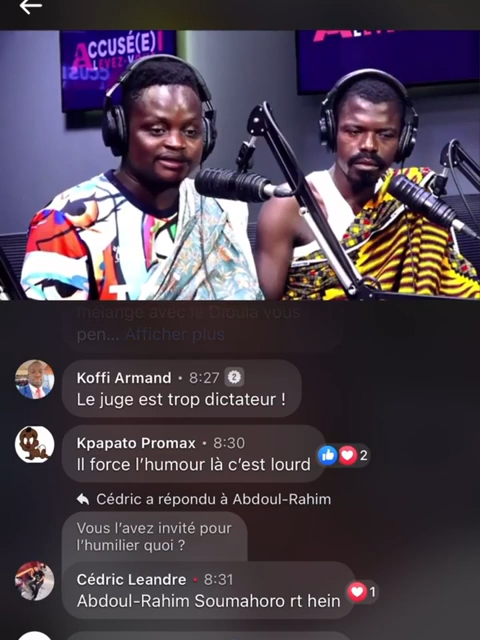 ACCUSÉ(E)
LEVEZ-V
mélangé avec le Dioula vous
pen... Afficher plus
Koffi Armand • 8:27
Le juge est trop dictateur !
Kpapato Promax • 8:30
Il force l'humour là c'est lourd
2
Cédric a répondu à Abdoul-Rahim
Vous l'avez invité pour
l'humilier quoi ?
Cédric Leandre • 8:31
Abdoul-Rahim Soumahoro rt hein
1